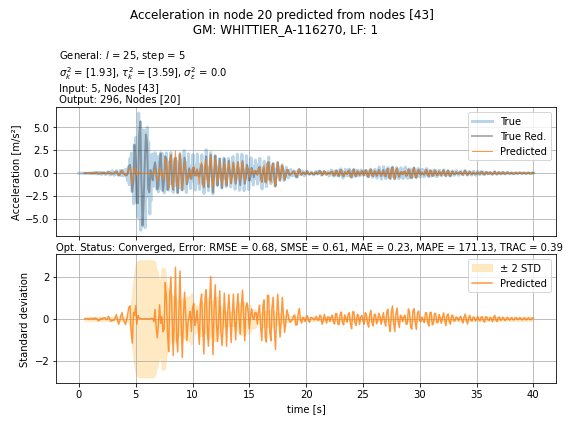 Acceleration in node 20 predicted from nodes [43]
GM: WHITTIER_A-116270, LF: 1
General: l = 25, step = 5
σ²ₖ = [1.93], τ²ₖ = [3.59], σ²ε = 0.0
Input: 5, Nodes [43]
Output: 296, Nodes [20]
Acceleration [m/s²]
5.0
2.5
0.0
−2.5
−5.0
True
True Red.
Predicted
Opt. Status: Converged, Error: RMSE = 0.68, SMSE = 0.61, MAE = 0.23, MAPE = 171.13, TRAC = 0.39
Standard deviation
2
0
−2
± 2 STD
Predicted
0 5 10 15 20 25 30 35 40
time [s]